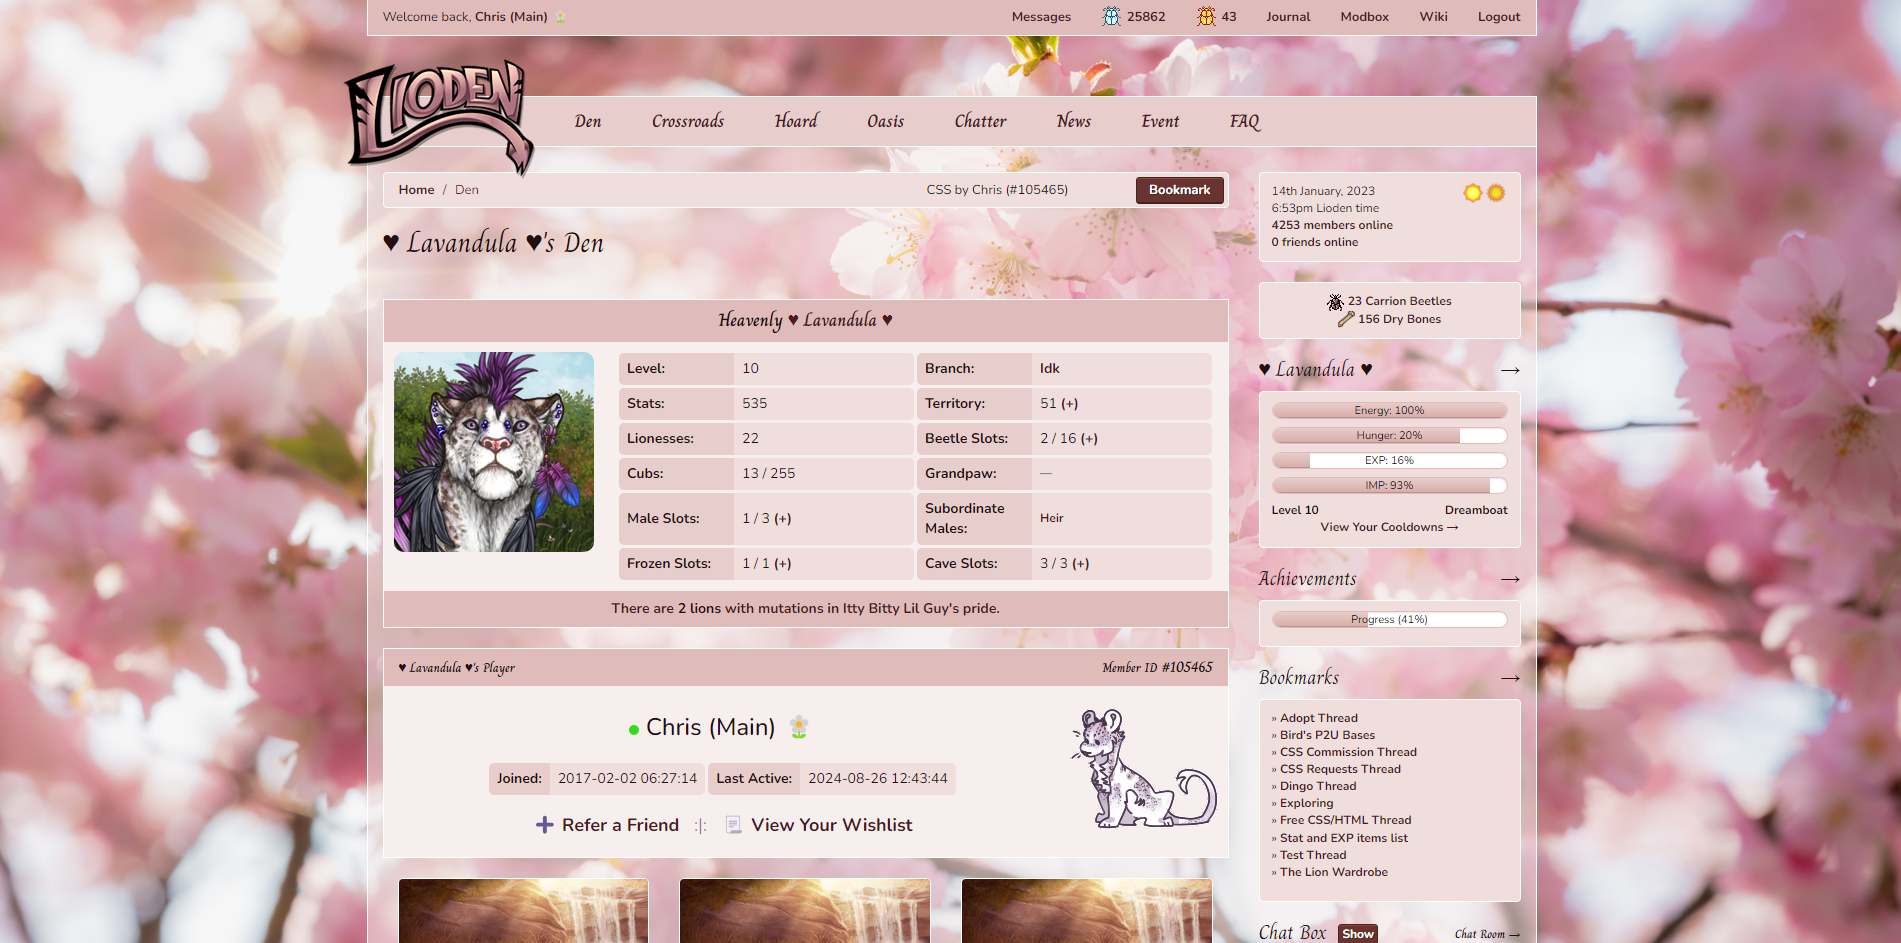 Welcome back, Chris (Main)
Messages 25862 43 Journal Modbox Wiki Logout
LIODEN
Den Crossroads Hoard Oasis Chatter News Event FAQ
Home / Den CSS by Chris (#105465) Bookmark
♥ Lavandula ♥'s Den
Heavenly ♥ Lavandula ♥
Level: 10 Branch: Idk
Stats: 535 Territory: 51 (+)
Lionesses: 22 Beetle Slots: 2 / 16 (+)
Cubs: 13 / 255 Grandpaw: —
Male Slots: 1 / 3 (+) Subordinate Males: Heir
Frozen Slots: 1 / 1 (+) Cave Slots: 3 / 3 (+)
There are 2 lions with mutations in Itty Bitty Lil Guy's pride.
♥ Lavandula ♥'s Player Member ID #105465
Chris (Main)
Joined: 2017-02-02 06:27:14 Last Active: 2024-08-26 12:43:44
Refer a Friend :|: View Your Wishlist
14th January, 2023
6:53pm Lioden time
4253 members online
0 friends online
23 Carrion Beetles
156 Dry Bones
♥ Lavandula ♥ →
Energy: 100%
Hunger: 20%
EXP: 16%
IMP: 93%
Level 10 Dreamboat
View Your Cooldowns →
Achievements →
Progress (41%)
Bookmarks →
» Adopt Thread
» Bird's P2U Bases
» CSS Commission Thread
» CSS Requests Thread
» Dingo Thread
» Exploring
» Free CSS/HTML Thread
» Stat and EXP items list
» Test Thread
» The Lion Wardrobe
Chat Box Show Chat Room →